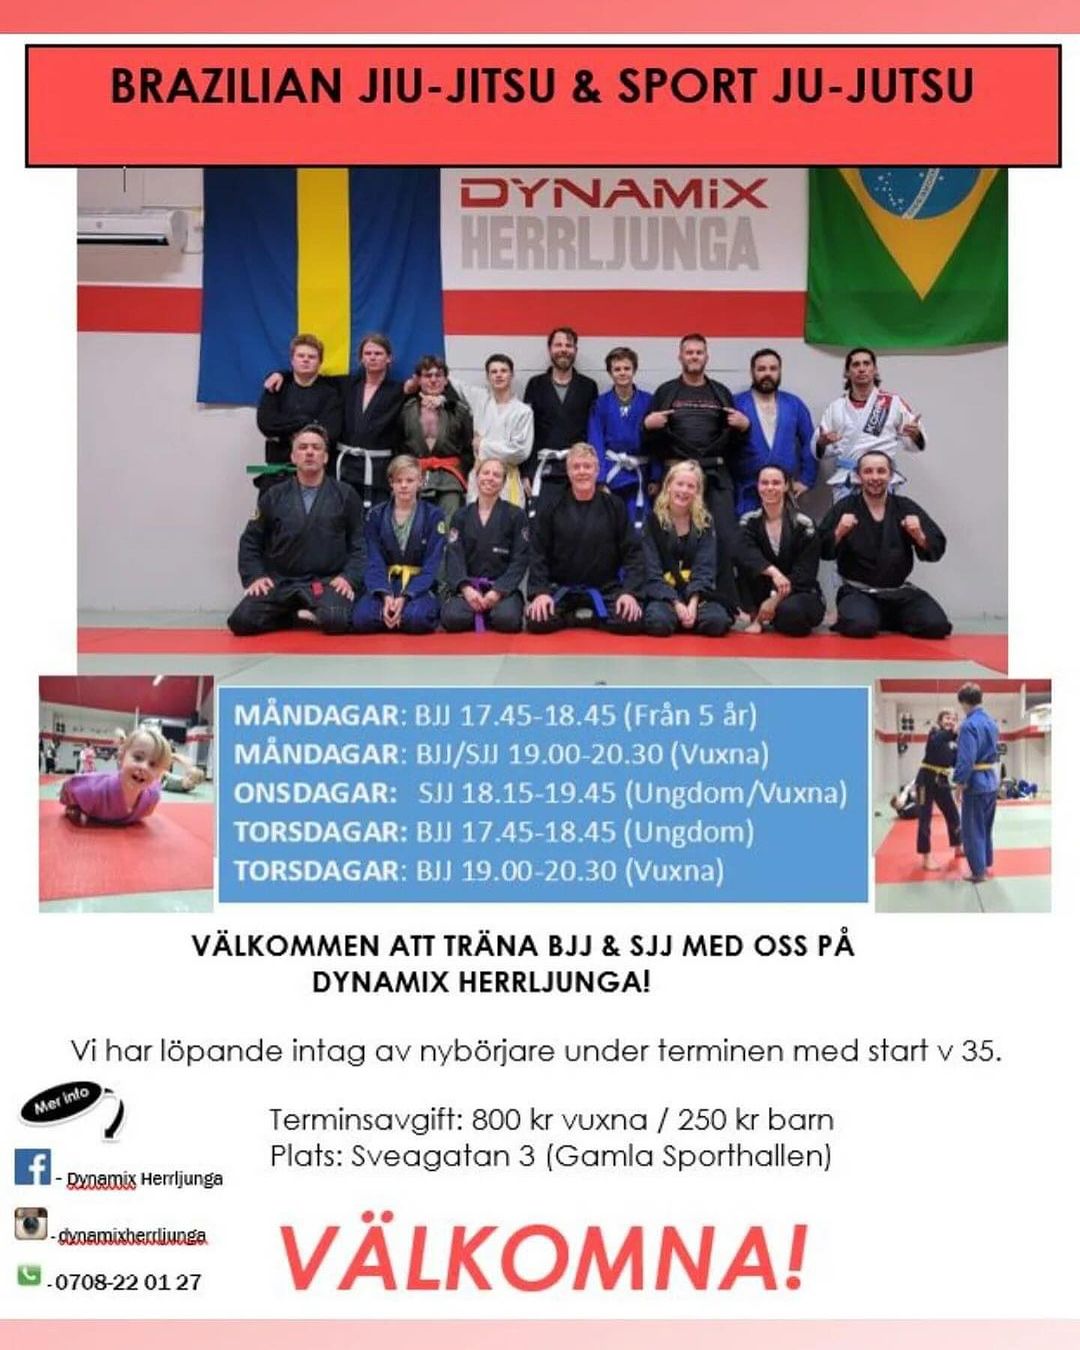 BRAZILIAN JIU-JITSU & SPORT JU-JUTSU
DYNAMiX
HERRLJUNGA
MÅNDAGAR: BJJ 17.45-18.45 (Från 5 år)
MÅNDAGAR: BJJ/SJJ 19.00-20.30 (Vuxna)
ONSDAGAR: SJJ 18.15-19.45 (Ungdom/Vuxna)
TORSDAGAR: BJJ 17.45-18.45 (Ungdom)
TORSDAGAR: BJJ 19.00-20.30 (Vuxna)
VÄLKOMMEN ATT TRÄNA BJJ & SJJ MED OSS PÅ
DYNAMIX HERRLJUNGA!
Vi har löpande intag av nybörjare under terminen med start v 35.
Mer info
Terminsavgift: 800 kr vuxna / 250 kr barn
Plats: Sveagatan 3 (Gamla Sporthallen)
- Dynamix Herrljunga
- dynamixherrljunga
- 0708-22 01 27
VÄLKOMNA!